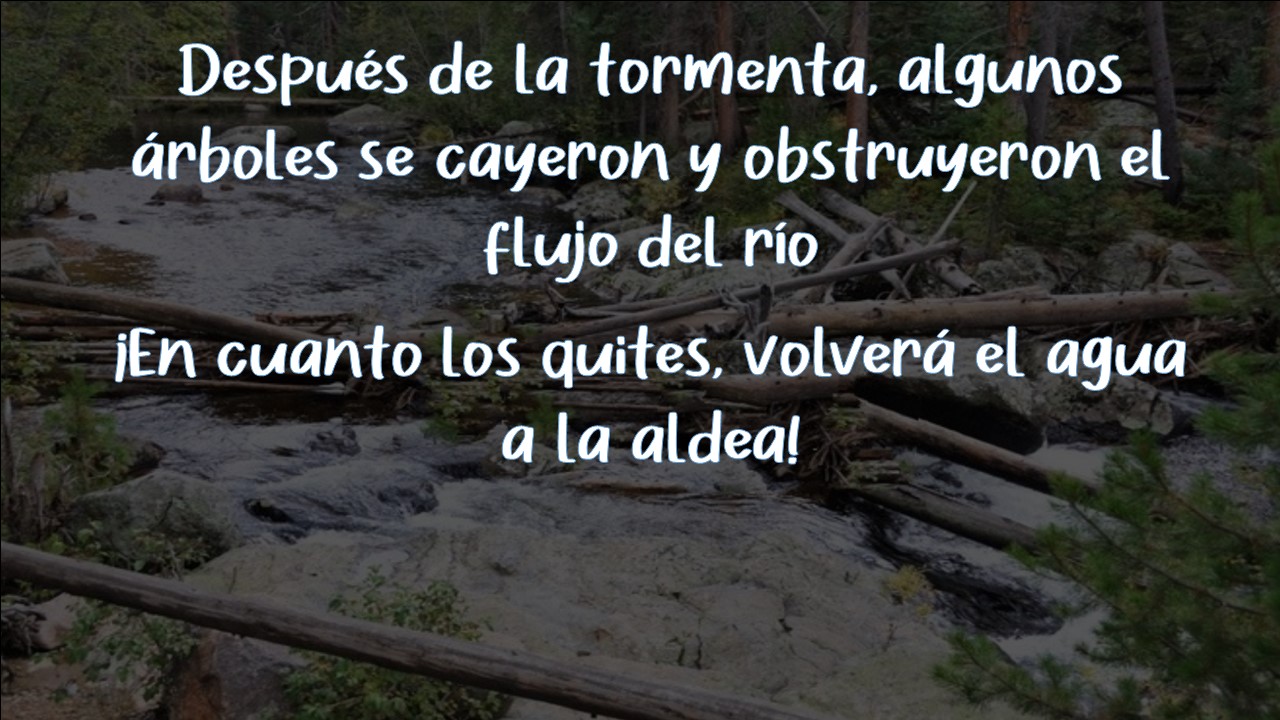 Después de la tormenta, algunos
árboles se cayeron y obstruyeron el
flujo del río
¡En cuanto los quites, volverá el agua
a la aldea!